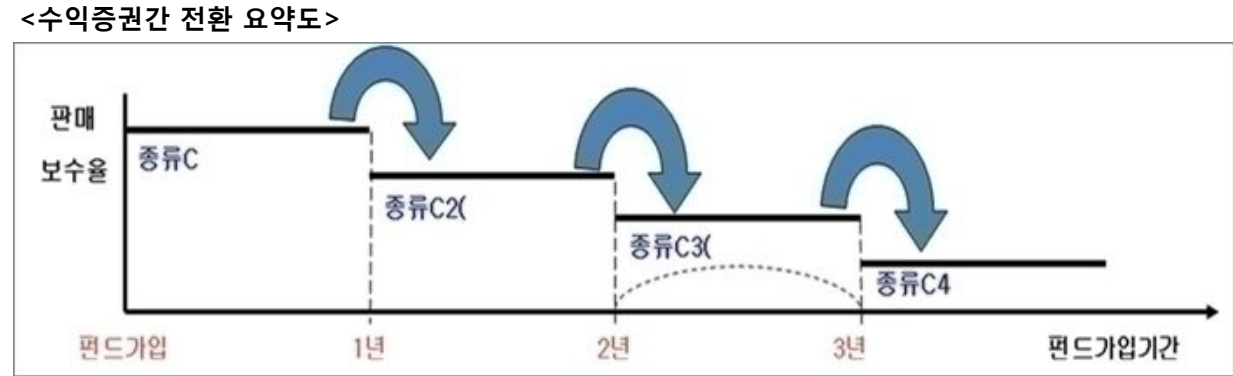 <수익증권간 전환 요약도>
판매
보수율
종류C
종류C2(
종류C3(
종류C4
펀드가입
1년
2년
3년
펀드가입기간